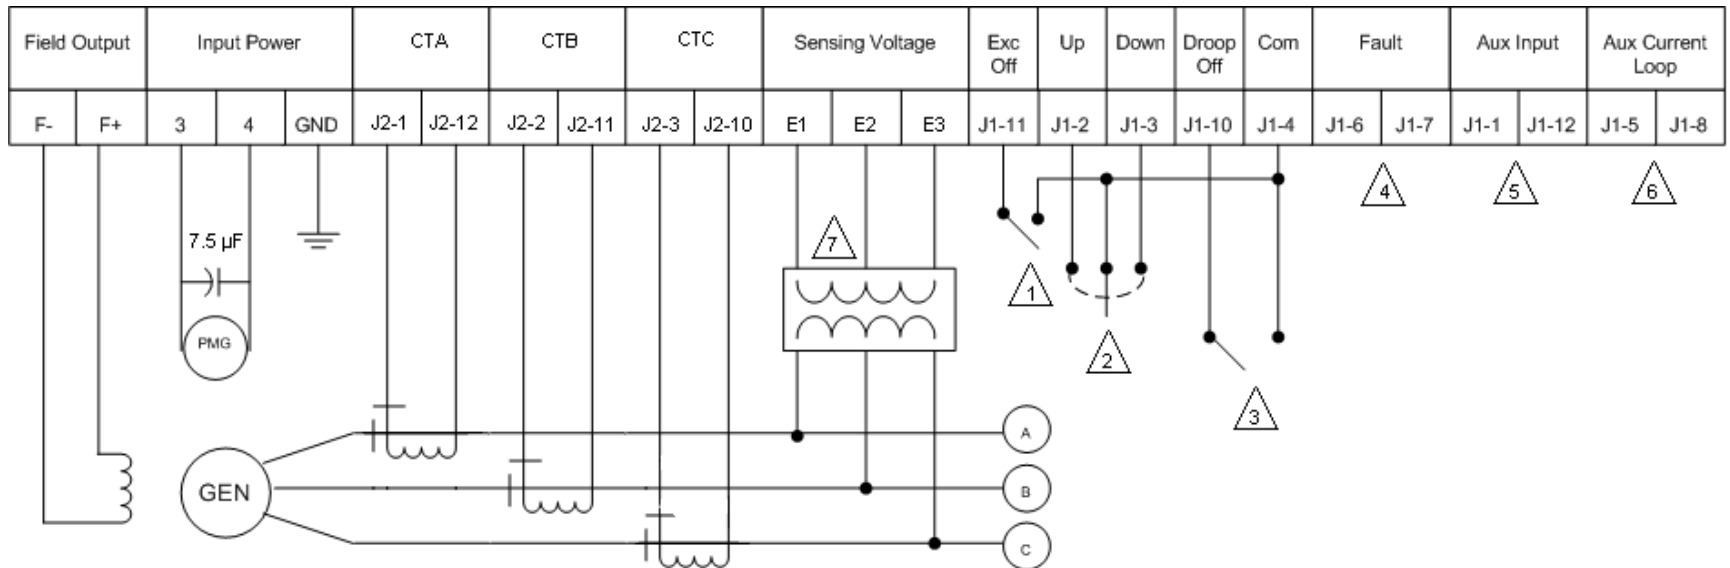 Field Output Input Power CTA CTB CTC Sensing Voltage Exc Off Up Down Droop Off Com Fault Aux Input Aux Current Loop
F- F+ 3 4 GND J2-1 J2-12 J2-2 J2-11 J2-3 J2-10 E1 E2 E3 J1-11 J1-2 J1-3 J1-10 J1-4 J1-6 J1-7 J1-1 J1-12 J1-5 J1-8
4 5 6
7.5 µF 7
1
PMG 2
3
A
GEN B
C